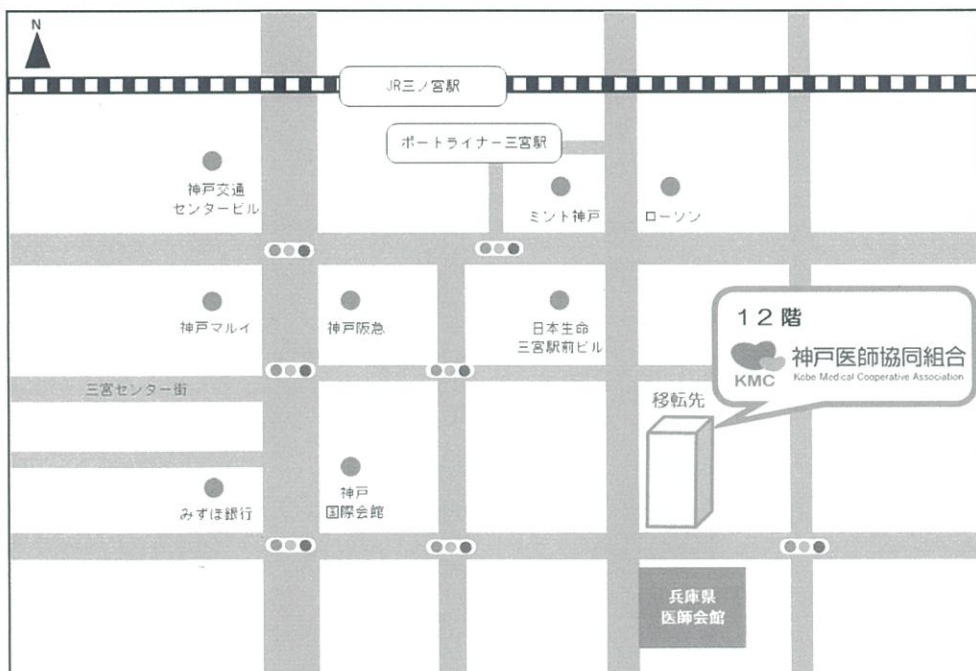 N
JR三ノ宮駅
ポートライナー三宮駅
神戸交通
センタービル
ミント神戸
ローソン
神戸マルイ
神戸阪急
日本生命
三宮駅前ビル
12階
KMC
神戸医師協同組合
Kobe Medical Cooperative Association
三宮センター街
移転先
みずほ銀行
神戸
国際会館
兵庫県
医師会館